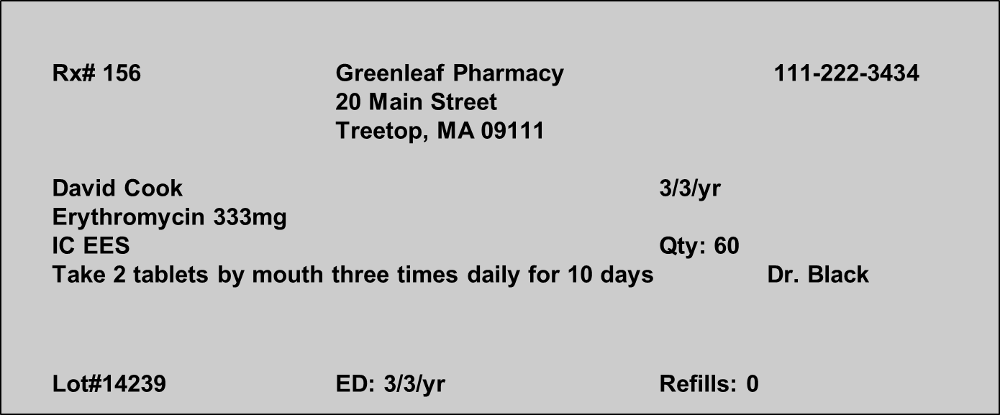 Rx# 156 Greenleaf Pharmacy 111-222-3434
20 Main Street
Treetop, MA 09111
David Cook 3/3/yr
Erythromycin 333mg
IC EES Qty: 60
Take 2 tablets by mouth three times daily for 10 days Dr. Black
Lot#14239 ED: 3/3/yr Refills: 0